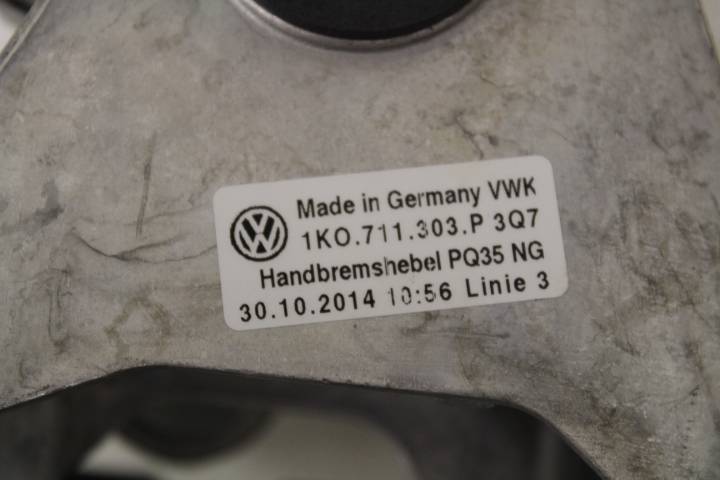 Made in Germany VWK
1KO.711.303.P 3Q7
Handbremshebel PQ35 NG
30.10.2014 10:56 Linie 3